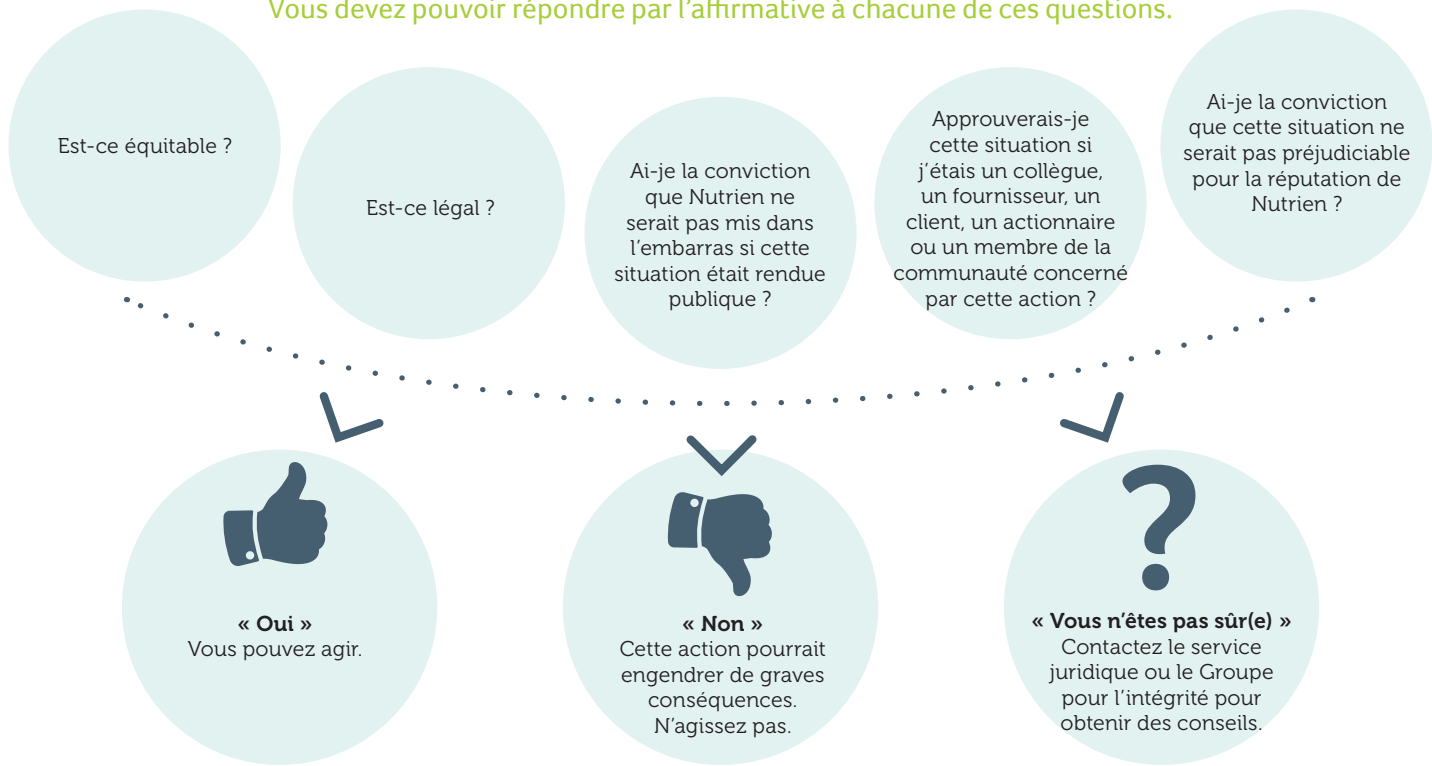 Vous devez pouvoir répondre par l’affirmative à chacune de ces questions.
Est-ce équitable ?
Est-ce légal ?
Ai-je la conviction
que Nutrien ne
serait pas mis dans
l’embarras si cette
situation était rendue
publique ?
Approuverais-je
cette situation si
j’étais un collègue,
un fournisseur, un
client, un actionnaire
ou un membre de la
communauté concerné
par cette action ?
Ai-je la conviction
que cette situation ne
serait pas préjudiciable
pour la réputation de
Nutrien ?
« Oui »
Vous pouvez agir.
« Non »
Cette action pourrait
engendrer de graves
conséquences.
N’agissez pas.
?
« Vous n’êtes pas sûr(e) »
Contactez le service
juridique ou le Groupe
pour l’intégrité pour
obtenir des conseils.